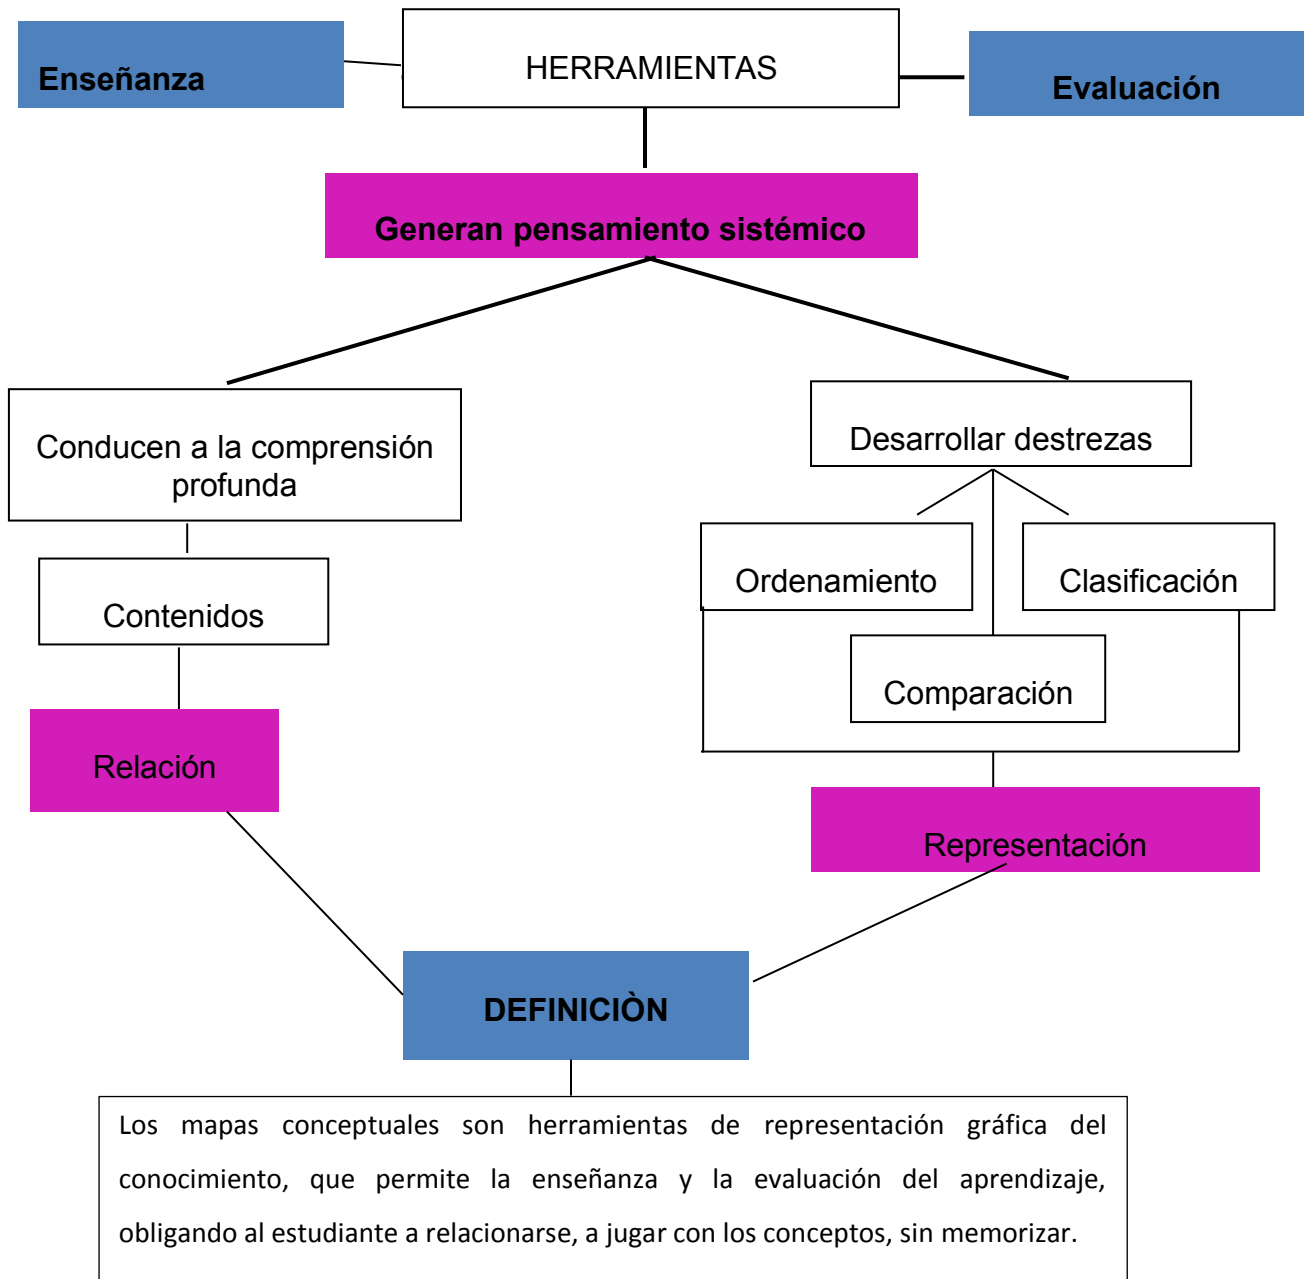 HERRAMIENTAS
Enseñanza
Evaluación
Generan pensamiento sistémico
Conducen a la comprensión
profunda
Desarrollar destrezas
Contenidos
Ordenamiento
Clasificación
Comparación
Relación
Representación
DEFINICIÒN
Los mapas conceptuales son herramientas de representación gráfica del
conocimiento, que permite la enseñanza y la evaluación del aprendizaje,
obligando al estudiante a relacionarse, a jugar con los conceptos, sin memorizar.